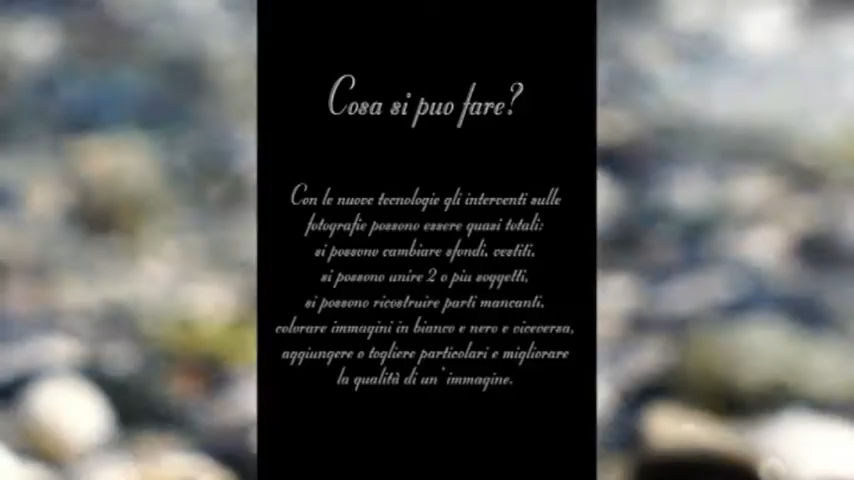 Cosa si puo fare?
Con le nuove tecnologie gli interventi sulle
fotografie possono essere quasi totali:
si possono cambiare sfondi, vestiti,
si possono unire 2 o piu soggetti,
si possono ricostruire parti mancanti,
colorare immagini in bianco e nero e viceversa,
aggiungere o togliere particolari e migliorare
la qualità di un' immagine.